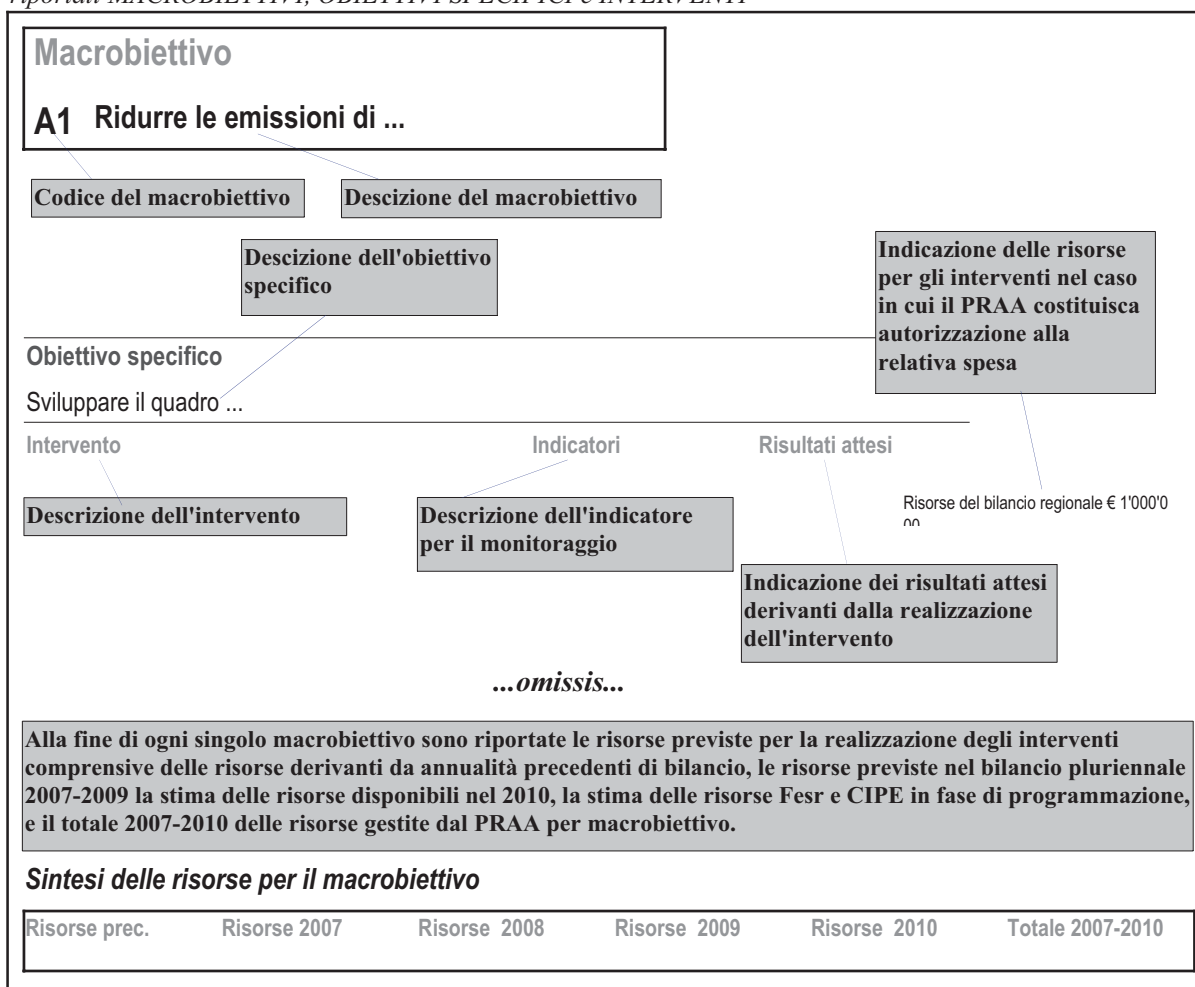 riportati MACROBIETTIVI, OBIETTIVI SPECIFICI e INTERVENTI
Macrobiettivo
A1 Ridurre le emissioni di ...
Codice del macrobiettivo
Descizione del macrobiettivo
Descizione dell'obiettivo
specifico
Indicazione delle risorse
per gli interventi nel caso
in cui il PRAA costituisca
autorizzazione alla
relativa spesa
Obiettivo specifico
Sviluppare il quadro ...
Intervento Indicatori Risultati attesi
Descrizione dell'intervento
Descrizione dell'indicatore
per il monitoraggio
Risorse del bilancio regionale € 1'000'0
00
Indicazione dei risultati attesi
derivanti dalla realizzazione
dell'intervento
...omissis...
Alla fine di ogni singolo macrobiettivo sono riportate le risorse previste per la realizzazione degli interventi
comprensive delle risorse derivanti da annualità precedenti di bilancio, le risorse previste nel bilancio pluriennale
2007-2009 la stima delle risorse disponibili nel 2010, la stima delle risorse Fesr e CIPE in fase di programmazione,
e il totale 2007-2010 delle risorse gestite dal PRAA per macrobiettivo.
Sintesi delle risorse per il macrobiettivo
Risorse prec. Risorse 2007 Risorse 2008 Risorse 2009 Risorse 2010 Totale 2007-2010